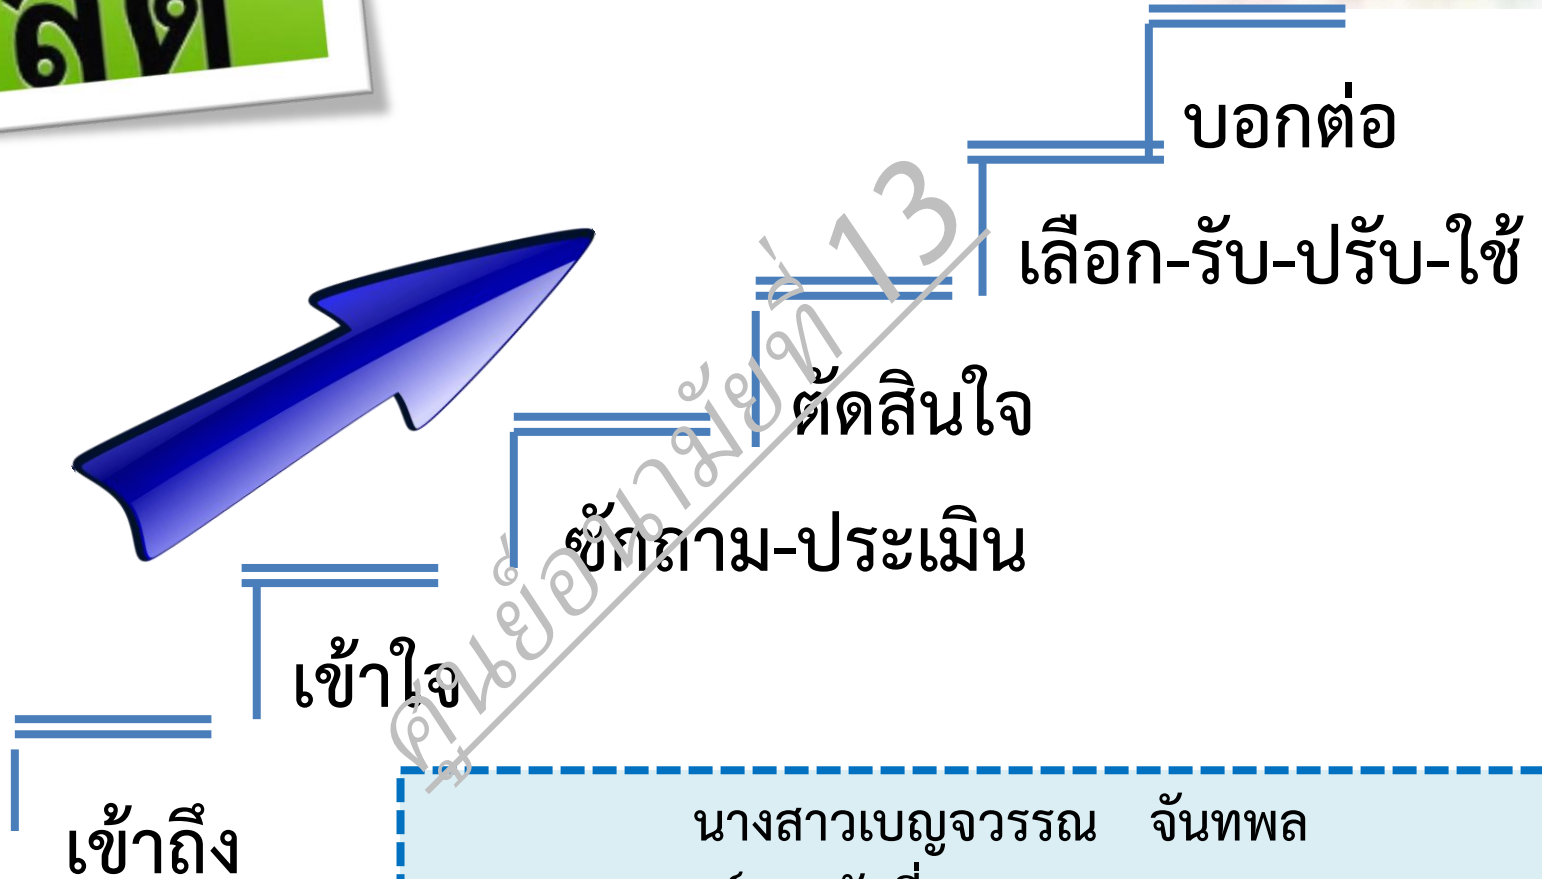 บอกต่อ
เลือก-รับ-ปรับ-ใช้
ตัดสินใจ
ซักถาม-ประเมิน
เข้าใจ
เข้าถึง
ศูนย์อนามัยที่ 13
นางสาวเบญจวรรณ จันทพล